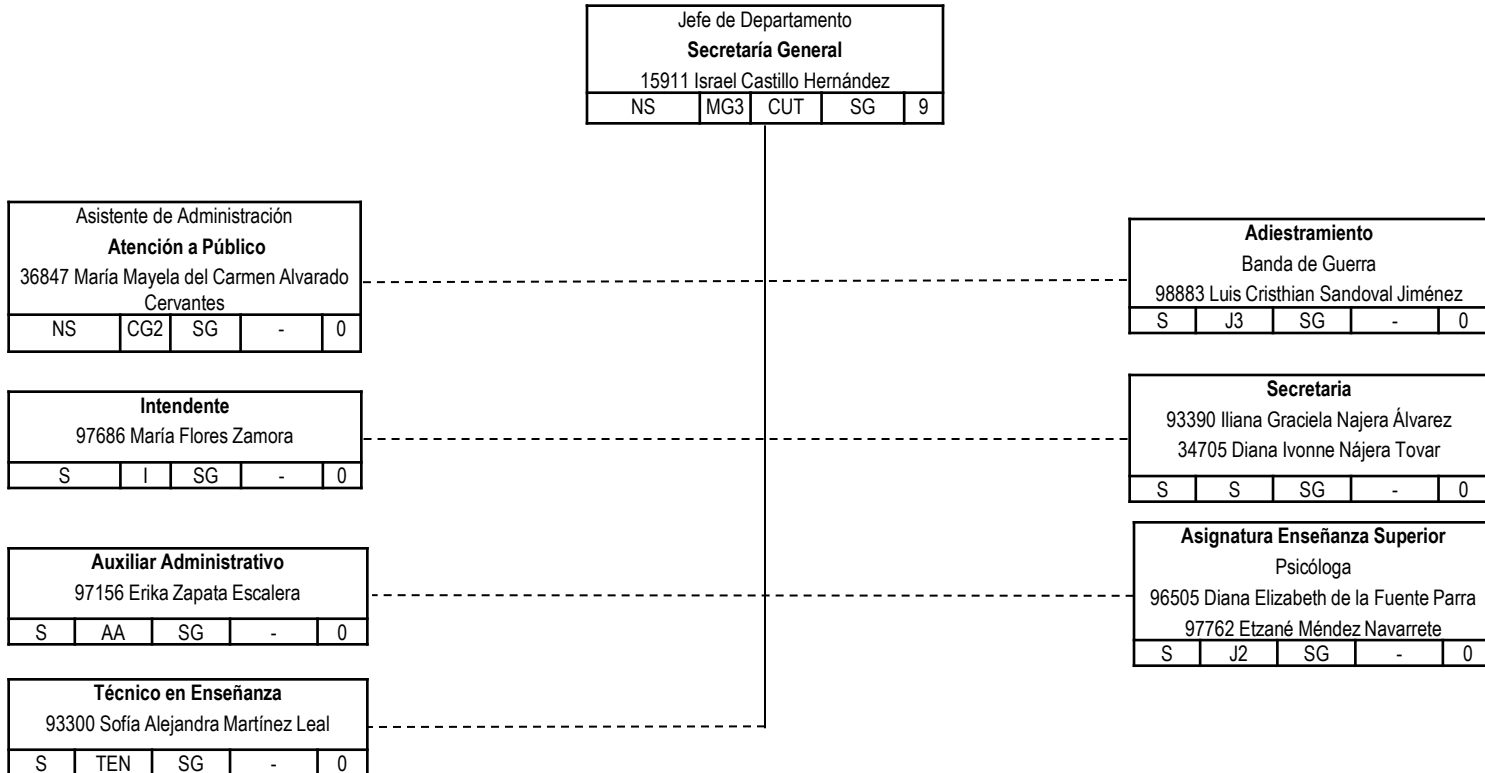 Jefe de Departamento
Secretaría General
15911 Israel Castillo Hernández
NS MG3 CUT SG 9
Asistente de Administración
Atención a Público
36847 María Mayela del Carmen Alvarado
Cervantes
NS CG2 SG - 0
Adiestramiento
Banda de Guerra
98883 Luis Cristhian Sandoval Jiménez
S J3 SG - 0
Intendente
97686 María Flores Zamora
S I SG - 0
Secretaria
93390 Iliana Graciela Najera Álvarez
34705 Diana Ivonne Nájera Tovar
S S SG - 0
Auxiliar Administrativo
97156 Erika Zapata Escalera
S AA SG - 0
Asignatura Enseñanza Superior
Psicóloga
96505 Diana Elizabeth de la Fuente Parra
97762 Etzané Méndez Navarrete
S J2 SG - 0
Técnico en Enseñanza
93300 Sofía Alejandra Martínez Leal
S TEN SG - 0